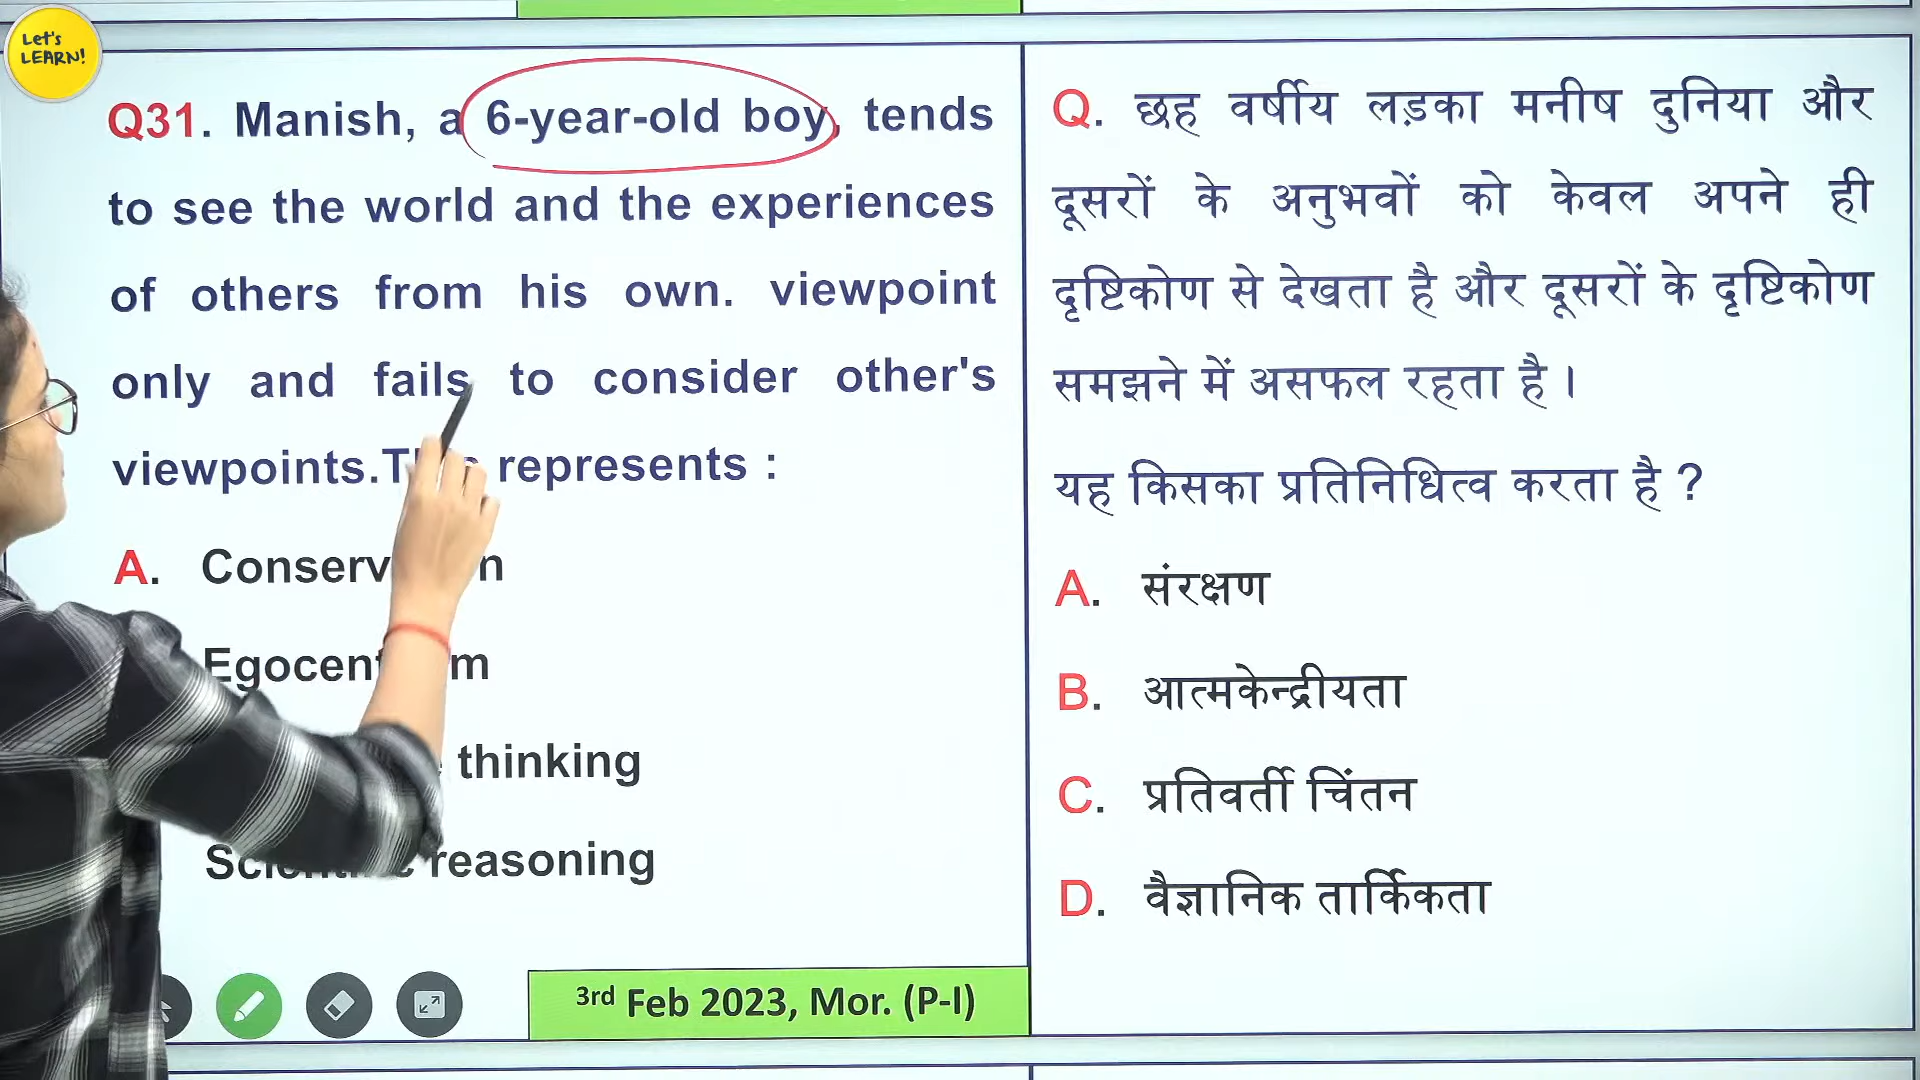 Let's
LEARN!
Q31. Manish, a 6-year-old boy, tends
to see the world and the experiences
of others from his own. viewpoint
only and fails to consider other's
viewpoints. represents :
A.
Q. छह वर्षीय लड़का मनीष दुनिया और
दूसरों के अनुभवों को केवल अपने ही
दृष्टिकोण से देखता है और दूसरों के दृष्टिकोण
समझने में असफल रहता है ।
यह किसका प्रतिनिधित्व करता है ?
A. संरक्षण
B. आत्मकेन्द्रीयता
C. प्रतिवर्ती चिंतन
D. वैज्ञानिक तार्किकता
thinking
reasoning
3rd Feb 2023, Mor. (P-I)